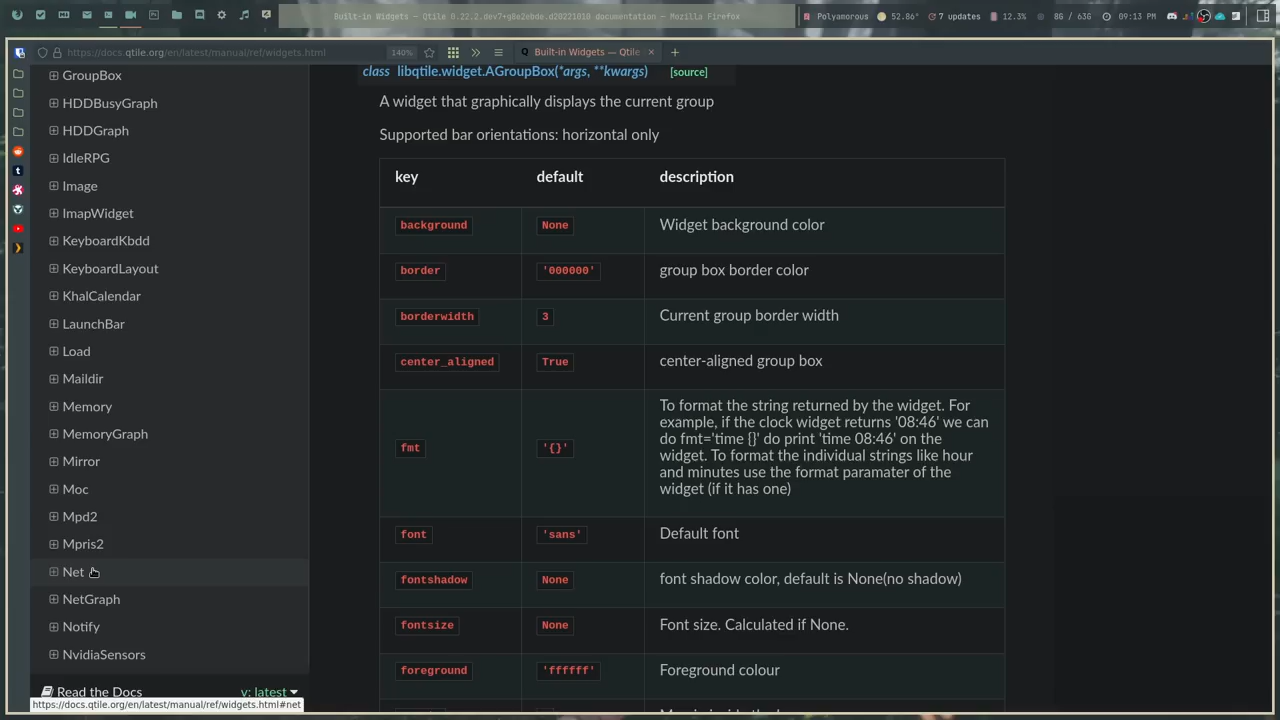 Built-in Widgets — Qtile 0.22.2.dev7+g8e2ebde.d20221018 documentation — Mozilla Firefox
Polyamorous
52.86°
7 updates
12.3%
8G / 63G
09:13 PM
https://docs.qtile.org/en/latest/manual/ref/widgets.html
140%
Built-in Widgets — Qtile
GroupBox
HDDBusyGraph
HDDGraph
IdleRPG
Image
ImapWidget
KeyboardKbdd
KeyboardLayout
KhalCalendar
LaunchBar
Load
Maildir
Memory
MemoryGraph
Mirror
Moc
Mpd2
Mpris2
Net
NetGraph
Notify
NvidiaSensors
Read the Docs v: latest
https://docs.qtile.org/en/latest/manual/ref/widgets.html#net
class libqtile.widget.AGroupBox(*args, **kwargs) [source]
A widget that graphically displays the current group
Supported bar orientations: horizontal only
key default description
background None Widget background color
border '000000' group box border color
borderwidth 3 Current group border width
center_aligned True center-aligned group box
fmt '{}' To format the string returned by the widget. For
example, if the clock widget returns '08:46' we can
do fmt='time {}' do print 'time 08:46' on the
widget. To format the individual strings like hour
and minutes use the format paramater of the
widget (if it has one)
font 'sans' Default font
fontshadow None font shadow color, default is None(no shadow)
fontsize None Font size. Calculated if None.
foreground 'ffffff' Foreground colour